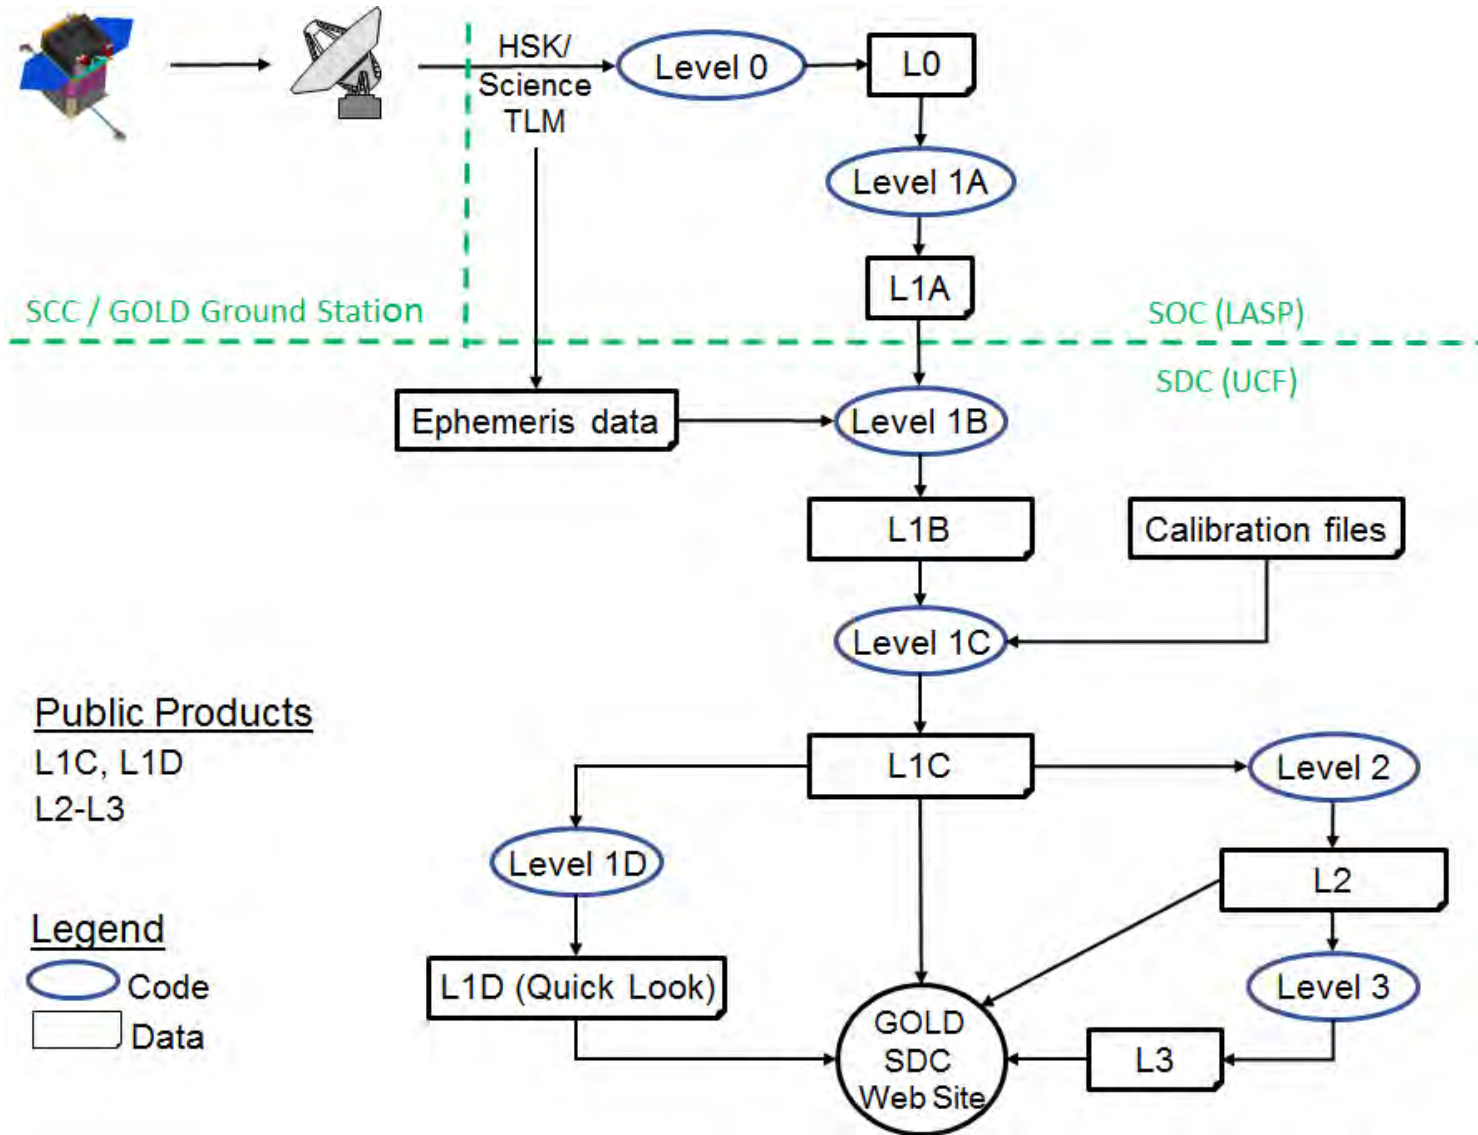 HSK/
Science
TLM
Level 0
L0
Level 1A
L1A
SCC / GOLD Ground Station
SOC (LASP)
SDC (UCF)
Ephemeris data
Level 1B
L1B
Calibration files
Level 1C
Public Products
L1C, L1D
L2-L3
L1C
Level 2
Level 1D
L2
Legend
Code
Data
L1D (Quick Look)
Level 3
GOLD
SDC
Web Site
L3